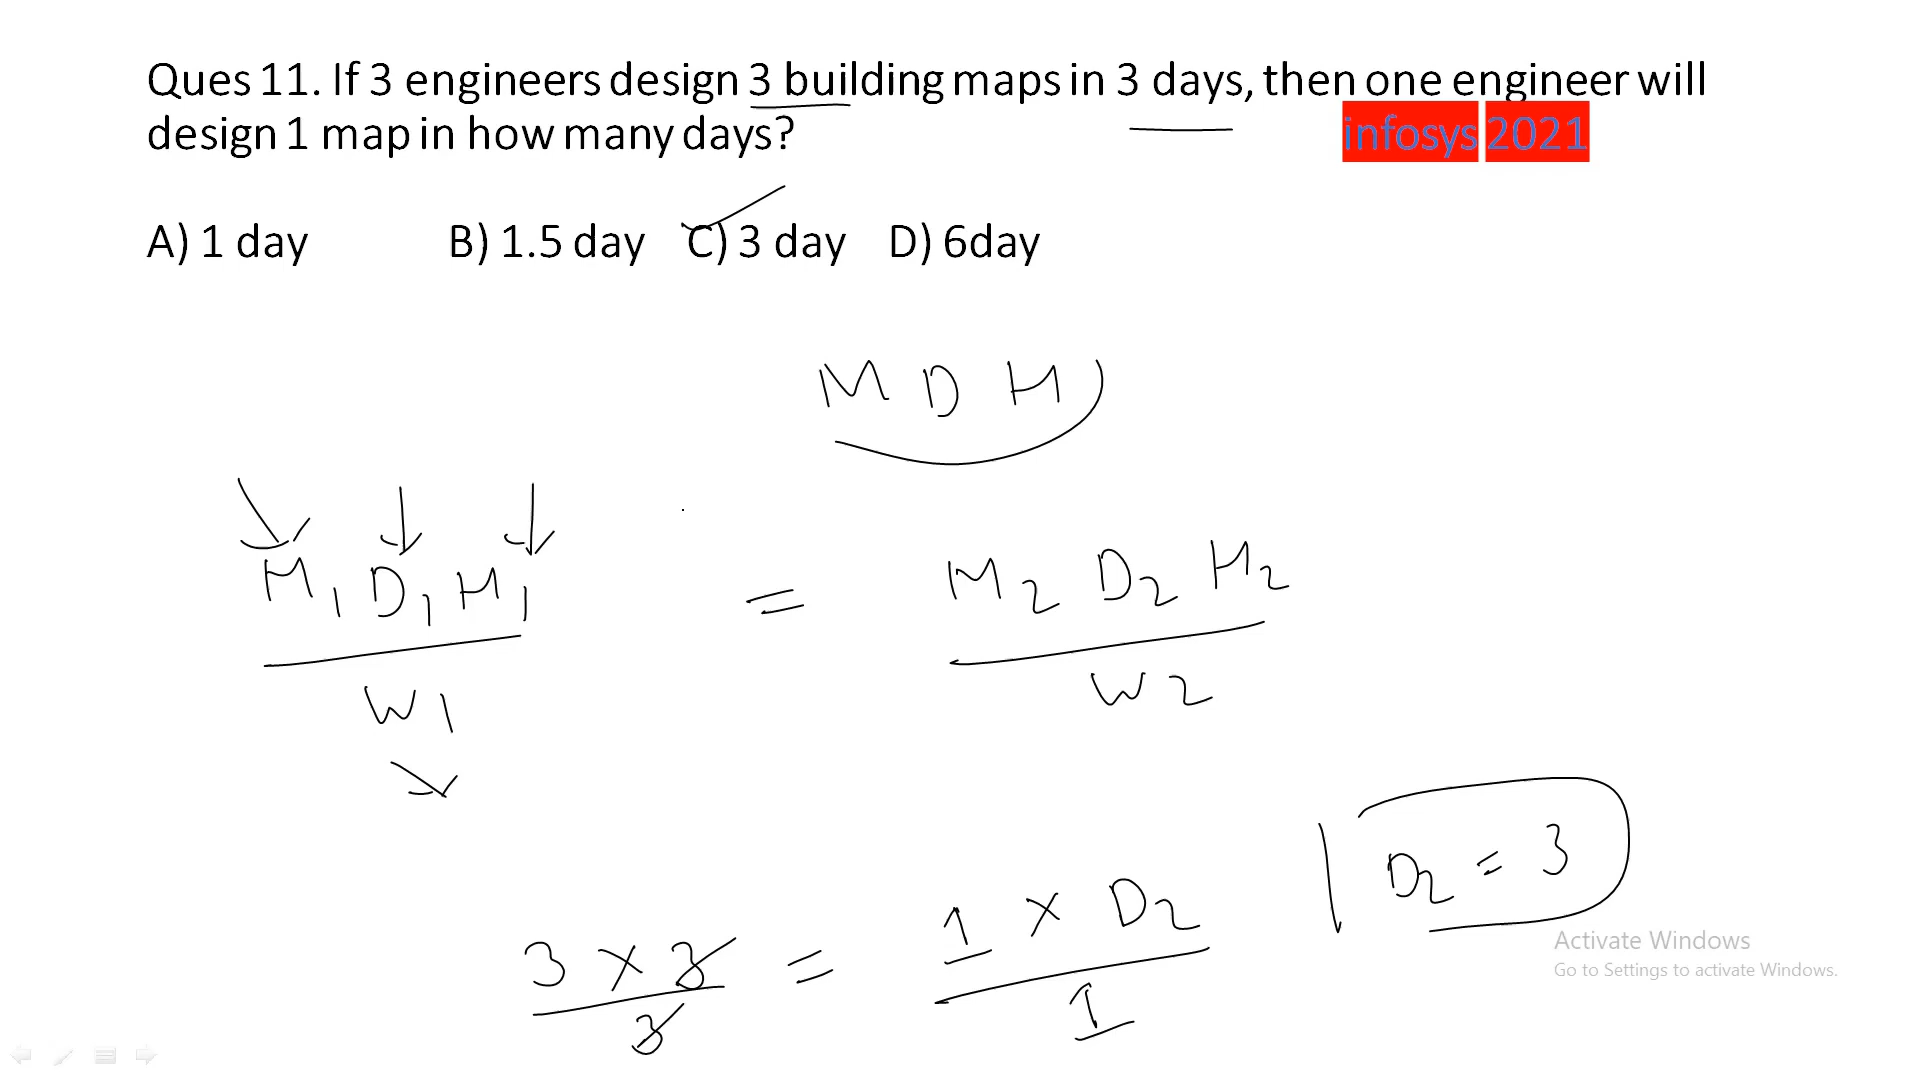 Ques 11. If 3 engineers design 3 building maps in 3 days, then one engineer will
design 1 map in how many days?
infosys 2021
A) 1 day B) 1.5 day C) 3 day D) 6day
M D H
M1 D1 H1 = M2 D2 H2
W1 W2
D2 = 3
3 × 3 = 1 × D2
3 1
Activate Windows
Go to Settings to activate Windows.